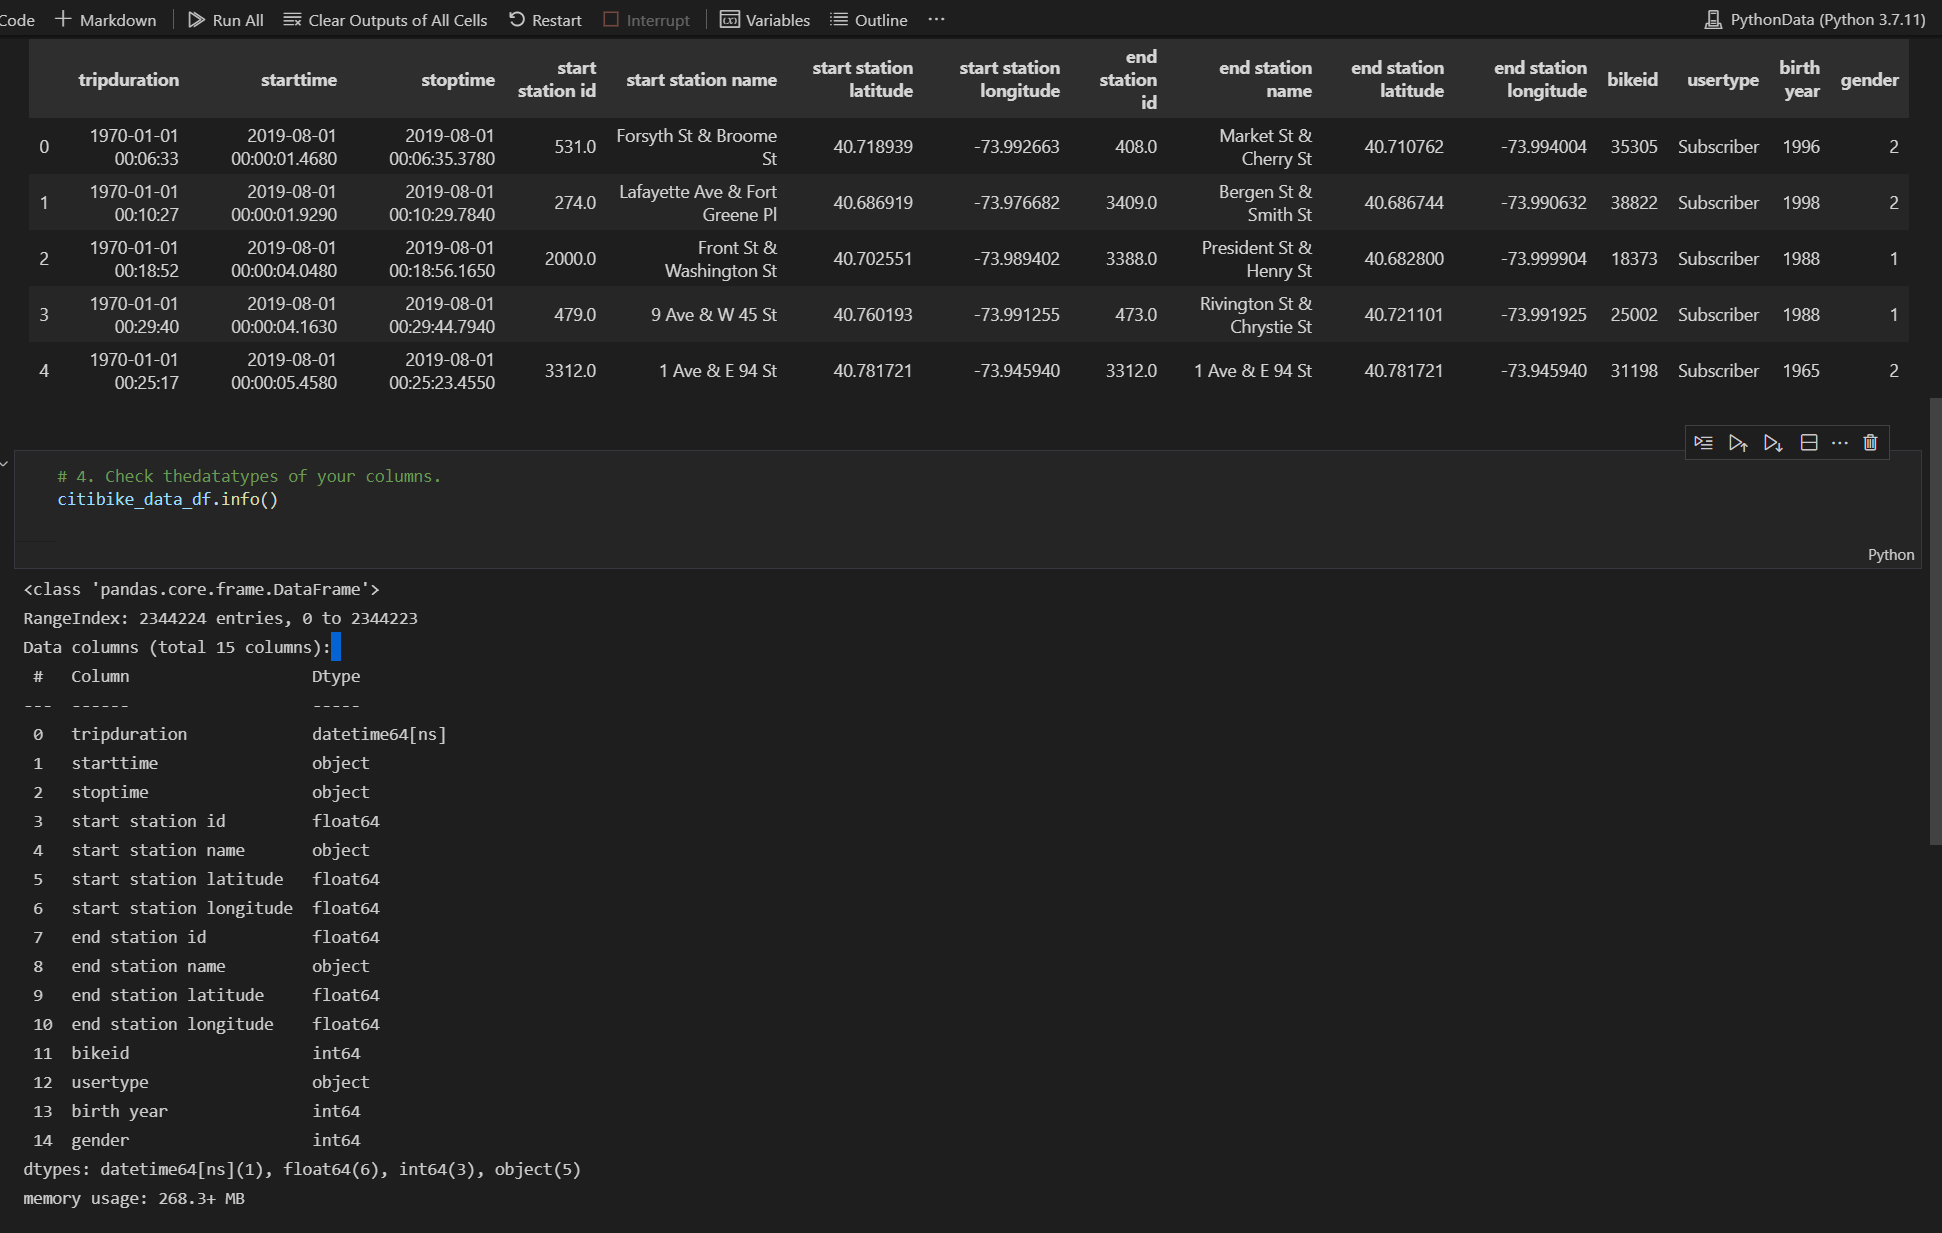 Code + Markdown Run All Clear Outputs of All Cells Restart Interrupt Variables Outline ··· PythonData (Python 3.7.11)
tripduration starttime stoptime start station id start station name start station latitude start station longitude end station id end station name end station latitude end station longitude bikeid usertype birth year gender
0 1970-01-01 00:06:33 2019-08-01 00:00:01.4680 2019-08-01 00:06:35.3780 531.0 Forsyth St & Broome St 40.718939 -73.992663 408.0 Market St & Cherry St 40.710762 -73.994004 35305 Subscriber 1996 2
1 1970-01-01 00:10:27 2019-08-01 00:00:01.9290 2019-08-01 00:10:29.7840 274.0 Lafayette Ave & Fort Greene Pl 40.686919 -73.976682 3409.0 Bergen St & Smith St 40.686744 -73.990632 38822 Subscriber 1998 2
2 1970-01-01 00:18:52 2019-08-01 00:00:04.0480 2019-08-01 00:18:56.1650 2000.0 Front St & Washington St 40.702551 -73.989402 3388.0 President St & Henry St 40.682800 -73.999904 18373 Subscriber 1988 1
3 1970-01-01 00:29:40 2019-08-01 00:00:04.1630 2019-08-01 00:29:44.7940 479.0 9 Ave & W 45 St 40.760193 -73.991255 473.0 Rivington St & Chrystie St 40.721101 -73.991925 25002 Subscriber 1988 1
4 1970-01-01 00:25:17 2019-08-01 00:00:05.4580 2019-08-01 00:25:23.4550 3312.0 1 Ave & E 94 St 40.781721 -73.945940 3312.0 1 Ave & E 94 St 40.781721 -73.945940 31198 Subscriber 1965 2
# 4. Check thedatatypes of your columns.
citibike_data_df.info()
Python
<class 'pandas.core.frame.DataFrame'>
RangeIndex: 2344224 entries, 0 to 2344223
Data columns (total 15 columns):
 #   Column                   Dtype
---  ------                   -----
 0   tripduration             datetime64[ns]
 1   starttime                object
 2   stoptime                 object
 3   start station id         float64
 4   start station name       object
 5   start station latitude   float64
 6   start station longitude  float64
 7   end station id           float64
 8   end station name         object
 9   end station latitude     float64
 10  end station longitude    float64
 11  bikeid                   int64
 12  usertype                 object
 13  birth year               int64
 14  gender                   int64
dtypes: datetime64[ns](1), float64(6), int64(3), object(5)
memory usage: 268.3+ MB